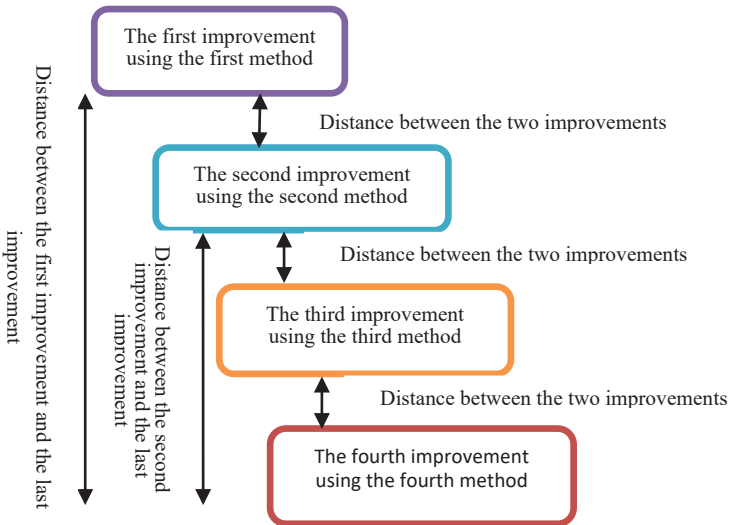 The first improvement
using the first method
Distance between the two improvements
The second improvement
using the second method
Distance between the two improvements
The third improvement
using the third method
Distance between the two improvements
The fourth improvement
using the fourth method
Distance between the first improvement and the last
improvement
Distance between the second
improvement and the last
improvement